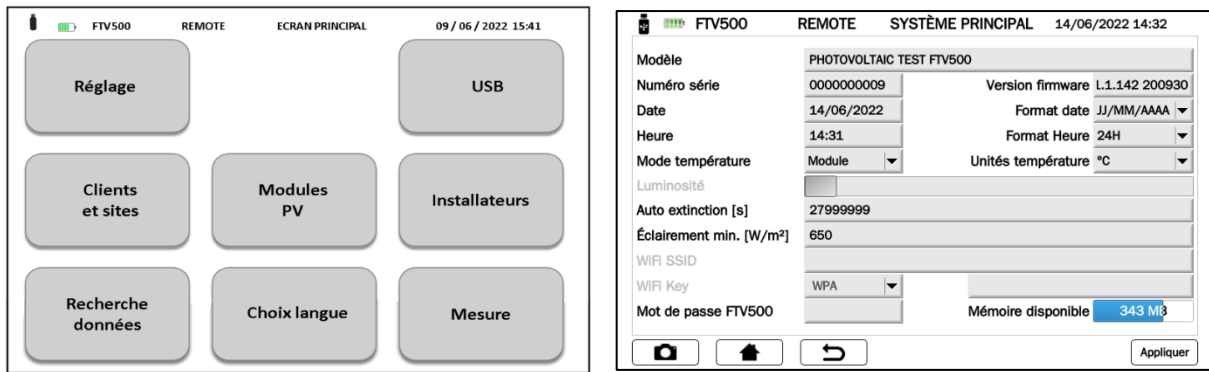 FTV500 REMOTE ECRAN PRINCIPAL 09 / 06 / 2022 15:41
Réglage
USB
Clients
et sites
Modules
PV
Installateurs
Recherche
données
Choix langue
Mesure
FTV500 REMOTE SYSTÈME PRINCIPAL 14/06/2022 14:32
Modèle PHOTOVOLTAIC TEST FTV500
Numéro série 0000000009 Version firmware 1.1.142 200930
Date 14/06/2022 Format date JJ/MM/AAAA
Heure 14:31 Format Heure 24H
Mode température Module Unités température °C
Luminosité
Auto extinction [s] 27999999
Éclairement min. [W/m²] 650
WiFi SSID
WiFi Key WPA
Mot de passe FTV500 Mémoire disponible 343 MB
Appliquer